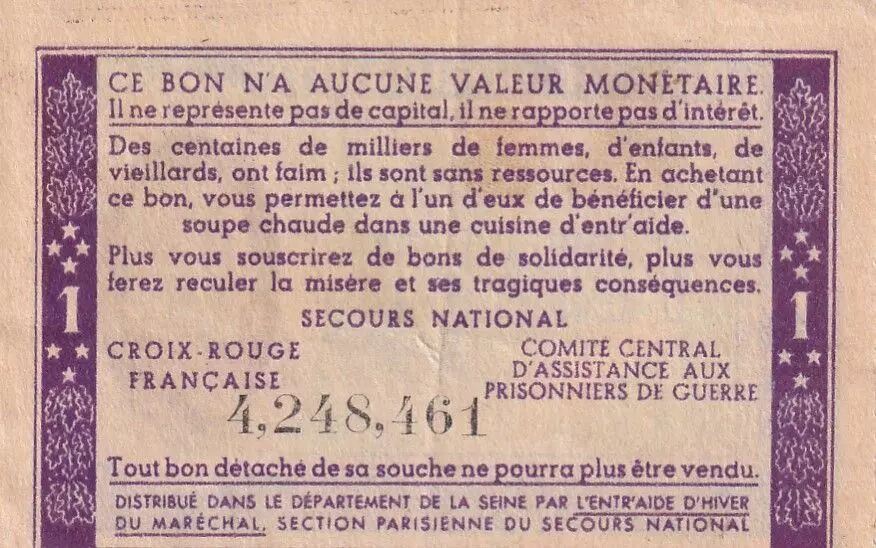 CE BON N'A AUCUNE VALEUR MONÉTAIRE.
Il ne représente pas de capital, il ne rapporte pas d'intérêt.
Des centaines de milliers de femmes, d'enfants, de
vieillards, ont faim ; ils sont sans ressources. En achetant
ce bon, vous permettez à l'un d'eux de bénéficier d'une
soupe chaude dans une cuisine d'entr'aide.
Plus vous souscrirez de bons de solidarité, plus vous
ferez reculer la misère et ses tragiques conséquences.
1
1
SECOURS NATIONAL
CROIX-ROUGE
FRANÇAISE
COMITÉ CENTRAL
D'ASSISTANCE AUX
PRISONNIERS DE GUERRE
4,248,461
Tout bon détaché de sa souche ne pourra plus être vendu.
DISTRIBUÉ DANS LE DÉPARTEMENT DE LA SEINE PAR L'ENTR'AIDE D'HIVER
DU MARÉCHAL, SECTION PARISIENNE DU SECOURS NATIONAL